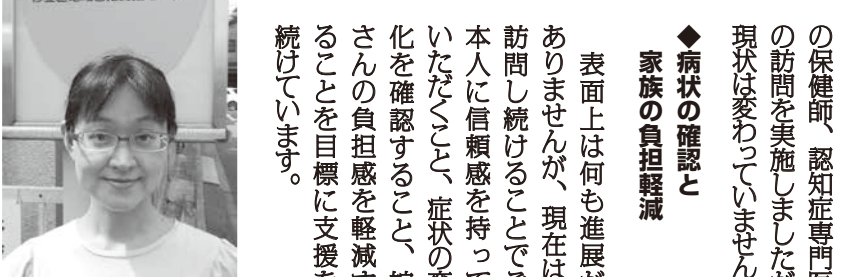 の保健師、認知症専門医
の訪問を実施しましたが
現状は変わっていません
◆病状の確認と
家族の負担軽減
表面上は何も進展が
ありませんが、現在は
訪問し続けることで
本人に信頼感を持って
いただくこと、症状の変
化を確認すること、
さんの負担感を軽減す
ることを目標に支援を
続けています。